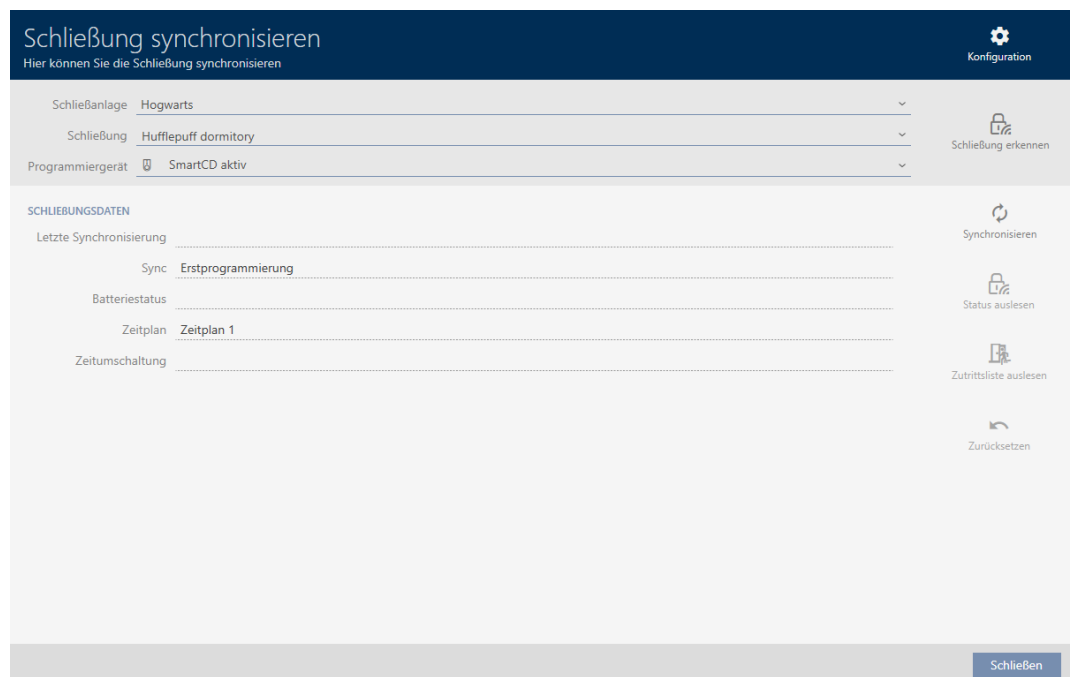 Schließung synchronisieren
Hier können Sie die Schließung synchronisieren
Konfiguration
Schließanlage Hogwarts
Schließung Hufflepuff dormitory
Programmiergerät SmartCD aktiv
Schließung erkennen
SCHLIEßUNGSDATEN
Letzte Synchronisierung
Sync Erstprogrammierung
Batteriestatus
Zeitplan Zeitplan 1
Zeitumschaltung
Synchronisieren
Status auslesen
Zutrittsliste auslesen
Zurücksetzen
Schließen